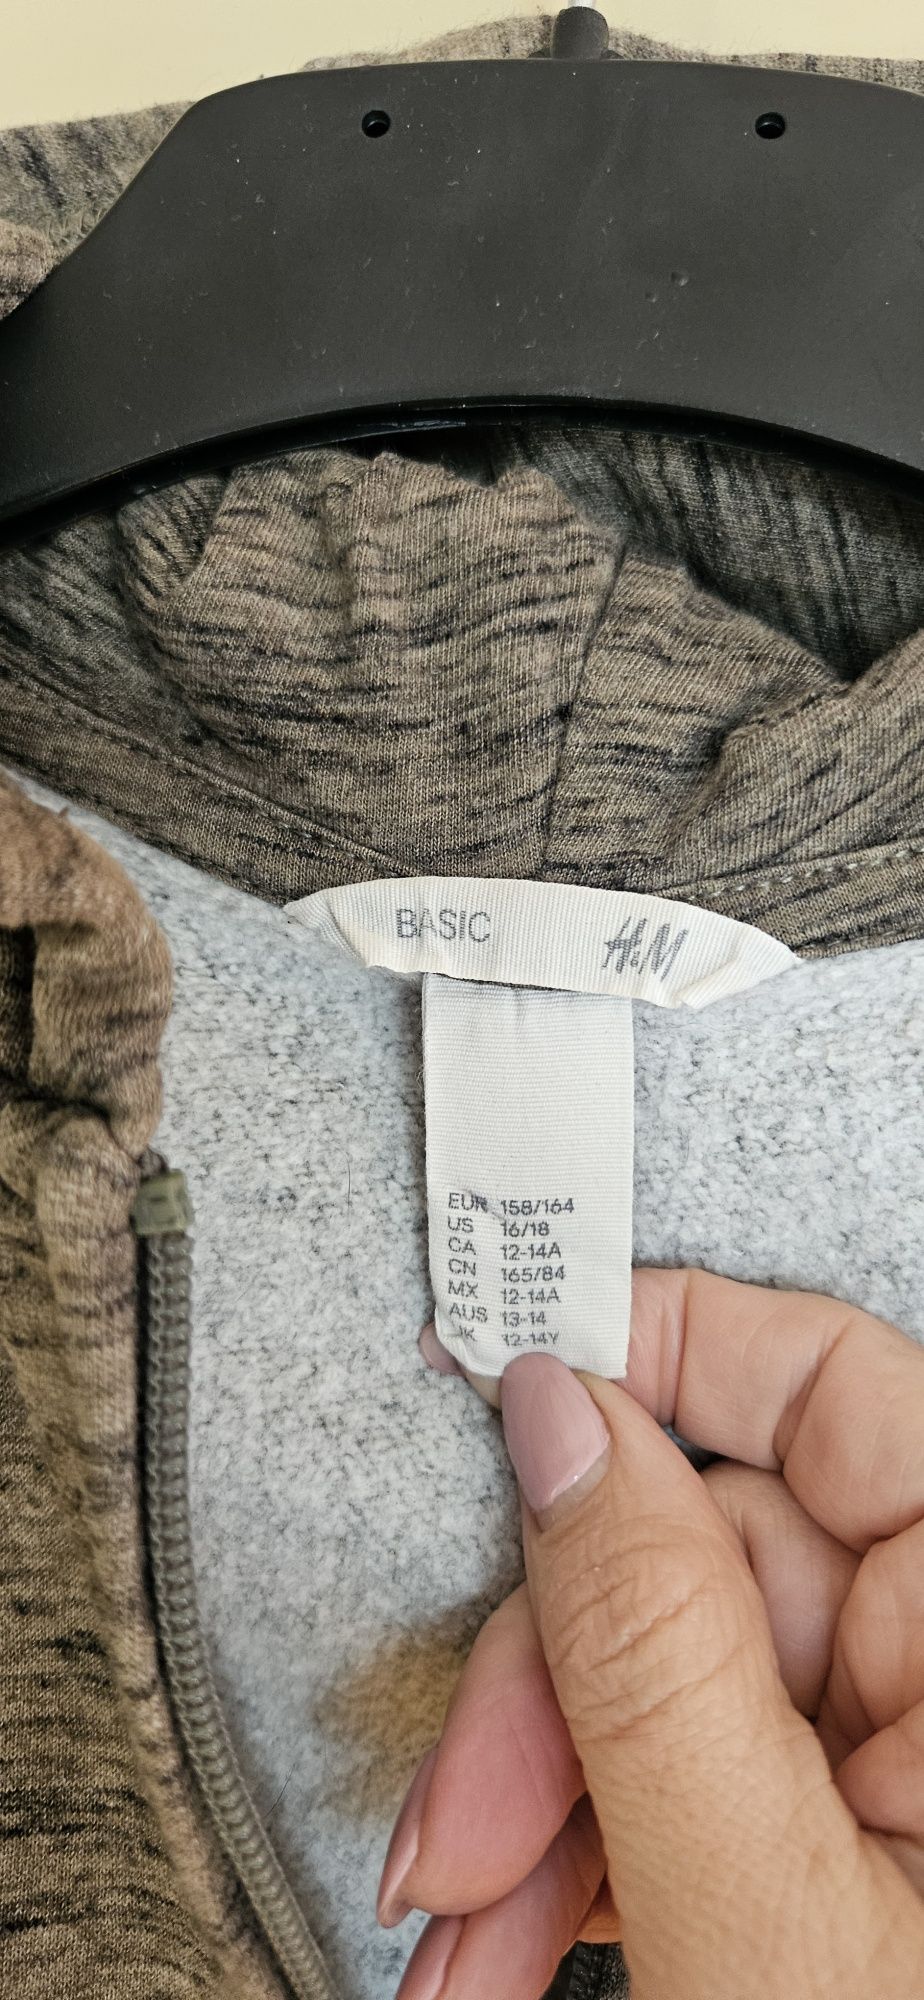 BASIC H&M
EUR 158/164
US 16/18
CA 12-14A
CN 165/84
MX 12-14A
AUS 13-14
UK 12-14Y